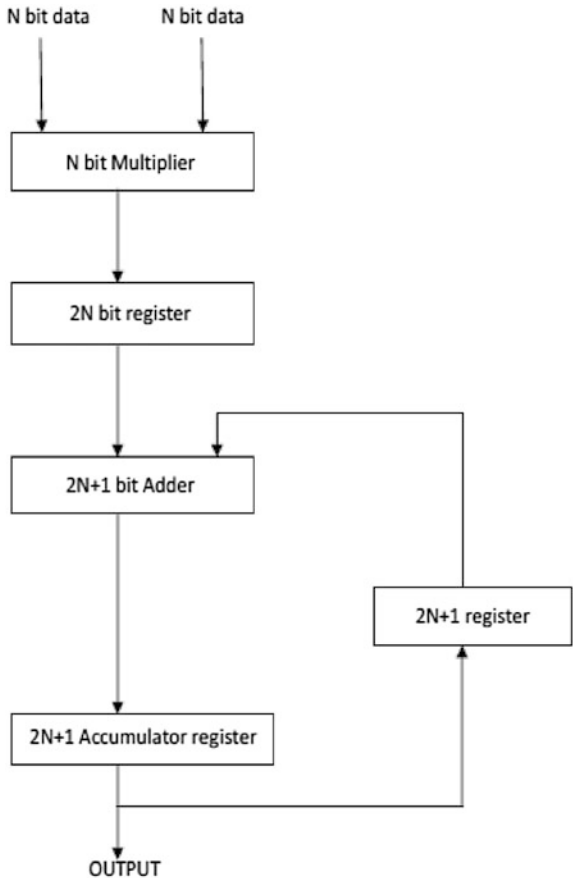 N bit data
N bit data
N bit Multiplier
2N bit register
2N+1 bit Adder
2N+1 register
2N+1 Accumulator register
OUTPUT